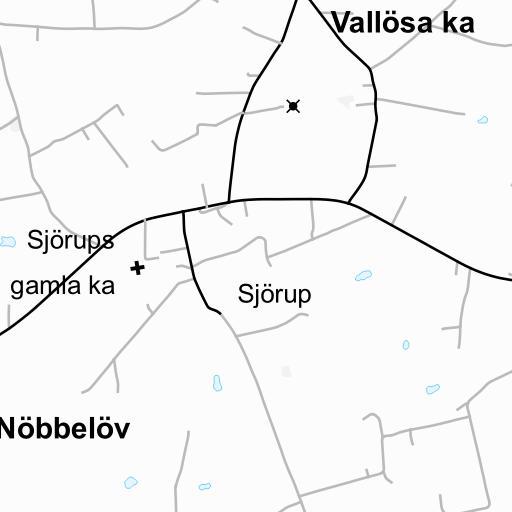 Vallösa ka
Sjörups
gamla ka
Sjörup
Nöbbelöv